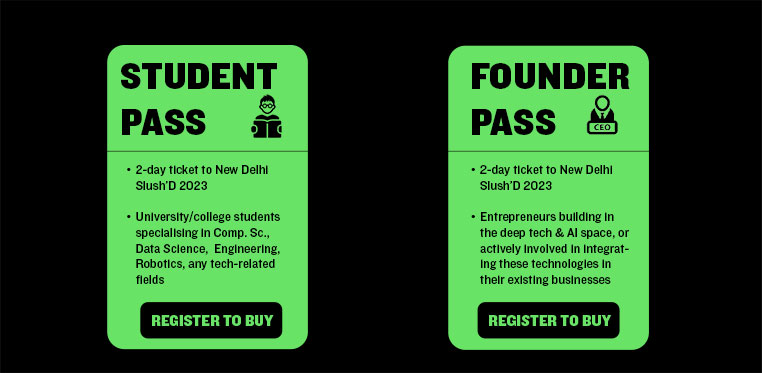 STUDENT
PASS
• 2-day ticket to New Delhi
Slush'D 2023
• University/college students
specialising in Comp. Sc.,
Data Science, Engineering,
Robotics, any tech-related
fields
REGISTER TO BUY
FOUNDER
PASS
CEO
• 2-day ticket to New Delhi
Slush'D 2023
• Entrepreneurs building in
the deep tech & AI space, or
actively involved in integrat-
ing these technologies in
their existing businesses
REGISTER TO BUY